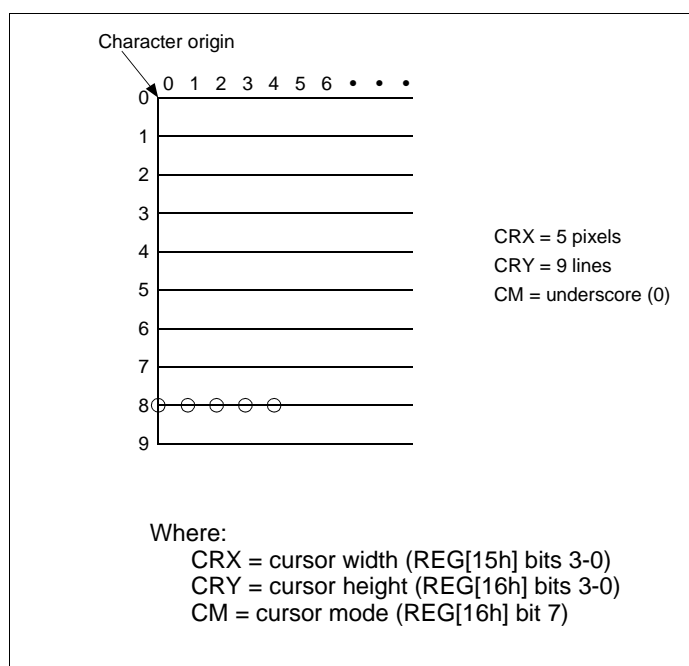 Character origin
0 1 2 3 4 5 6 • • •
0
1
2
3
4
5
6
7
8
9
CRX = 5 pixels
CRY = 9 lines
CM = underscore (0)
Where:
CRX = cursor width (REG[15h] bits 3-0)
CRY = cursor height (REG[16h] bits 3-0)
CM = cursor mode (REG[16h] bit 7)